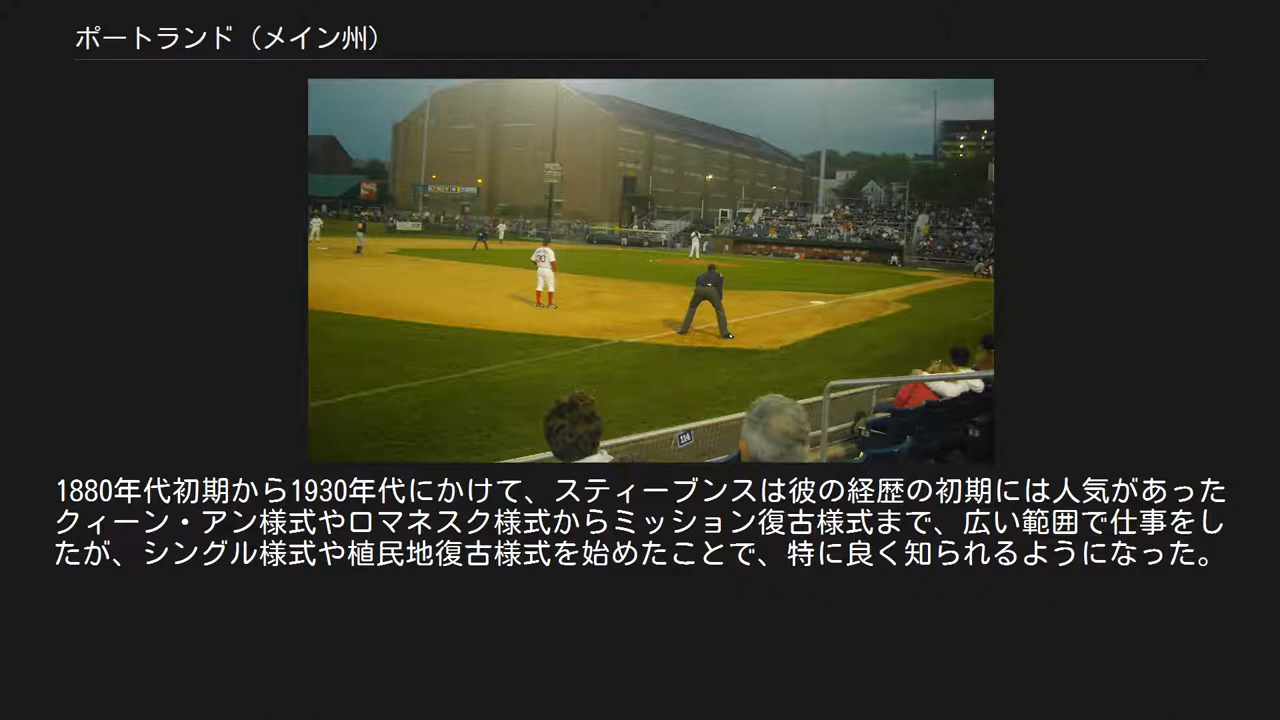 ポートランド（メイン州）
30
114
1880年代初期から1930年代にかけて、スティーブンスは彼の経歴の初期には人気があった
クィーン・アン様式やロマネスク様式からミッション復古様式まで、広い範囲で仕事をし
たが、シングル様式や植民地復古様式を始めたことで、特に良く知られるようになった。